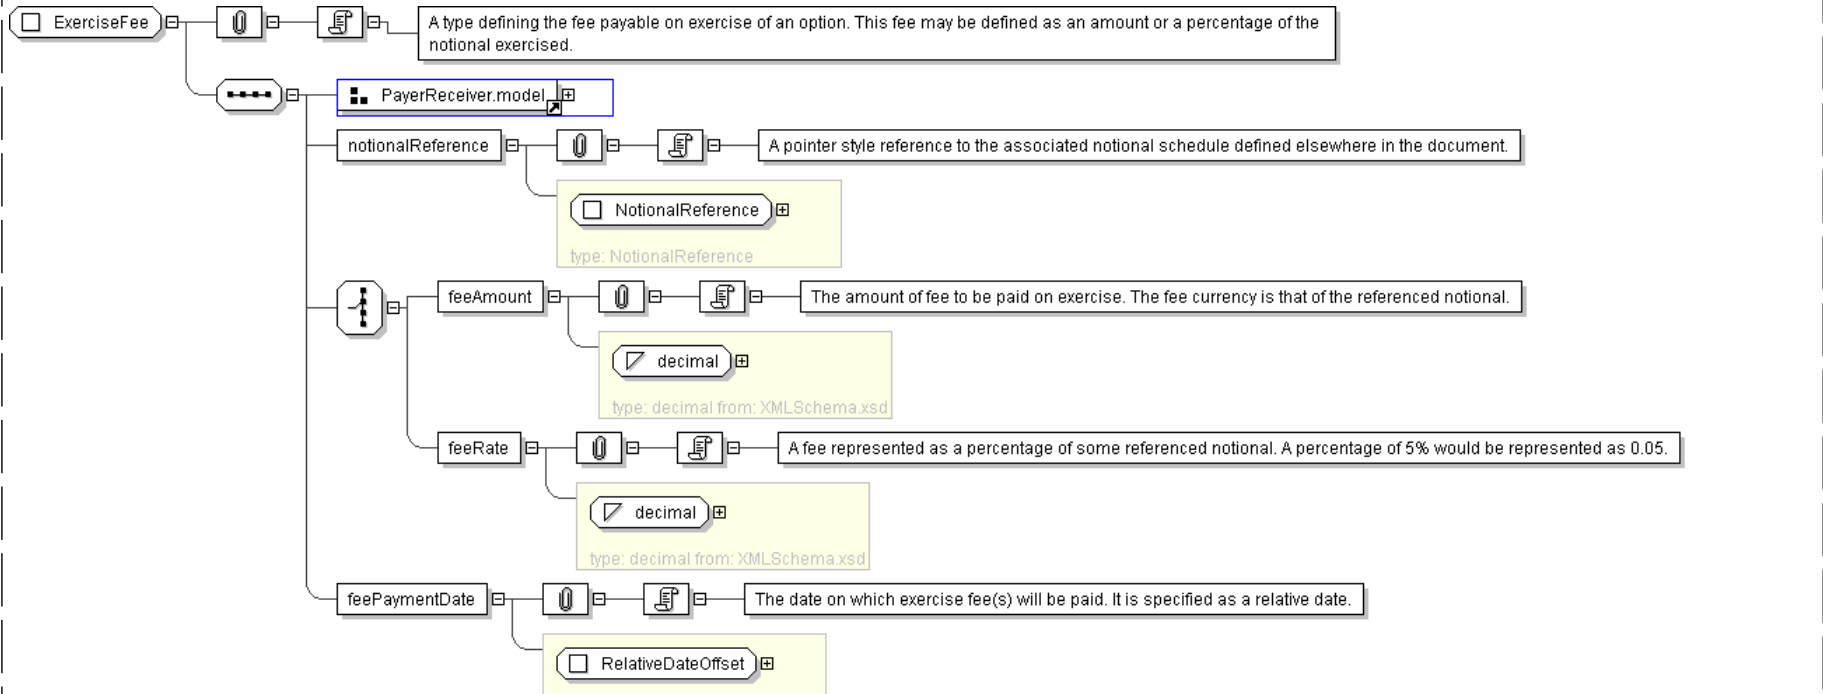 ExerciseFee
A type defining the fee payable on exercise of an option. This fee may be defined as an amount or a percentage of the
notional exercised.
PayerReceiver.model
notionalReference
A pointer style reference to the associated notional schedule defined elsewhere in the document.
NotionalReference
type: NotionalReference
feeAmount
The amount of fee to be paid on exercise. The fee currency is that of the referenced notional.
decimal
type: decimal from: XMLSchema.xsd
feeRate
A fee represented as a percentage of some referenced notional. A percentage of 5% would be represented as 0.05.
decimal
type: decimal from: XMLSchema.xsd
feePaymentDate
The date on which exercise fee(s) will be paid. It is specified as a relative date.
RelativeDateOffset